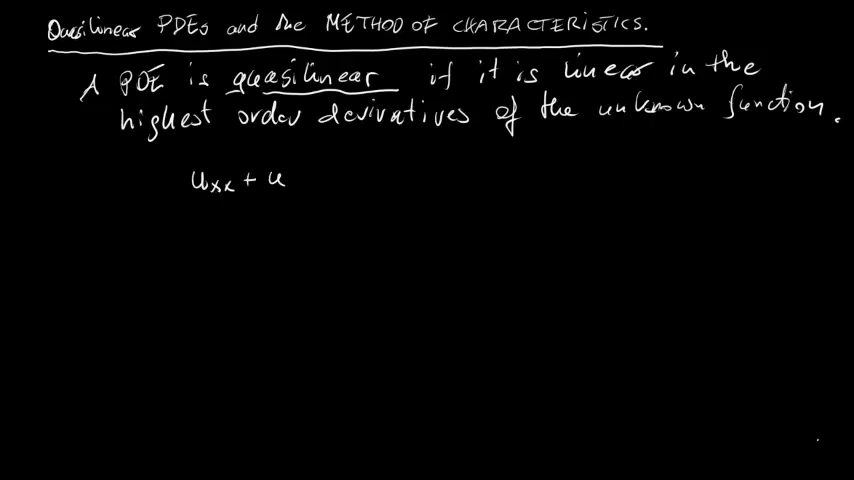 Quasilinear PDEs and the METHOD OF CHARACTERISTICS.
A PDE is quasilinear if it is linear in the
highest order derivatives of the unknown function.
uₓₓ + u